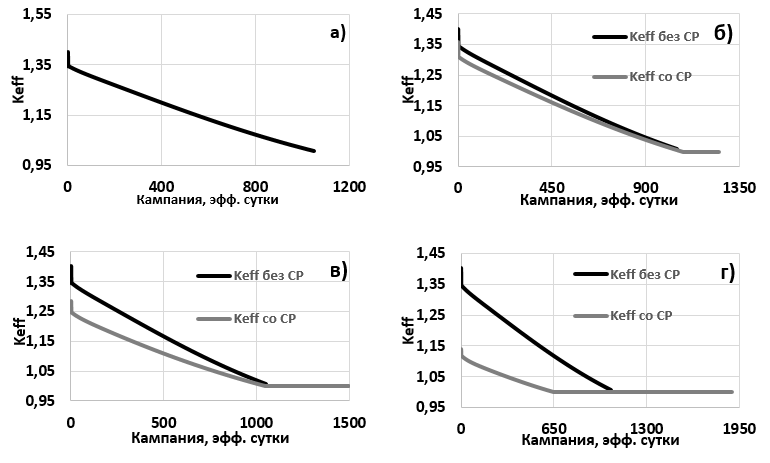 1,55
а)
1,35
Keff
1,15
0,95
0 400 800 1200
Кампания, эфф. сутки
1,45
б)
Keff без СР
1,35
Keff со СР
1,25
Keff
1,15
1,05
0,95
0 450 900 1350
Кампания, эфф. сутки
1,45
в)
Keff без СР
1,35
1,25
Keff со СР
Keff
1,15
1,05
0,95
0 500 1000 1500
Кампания, эфф. сутки
1,45
г)
Keff без СР
1,35
1,25
Keff со СР
Keff
1,15
1,05
0,95
0 650 1300 1950
Кампания, эфф. сутки